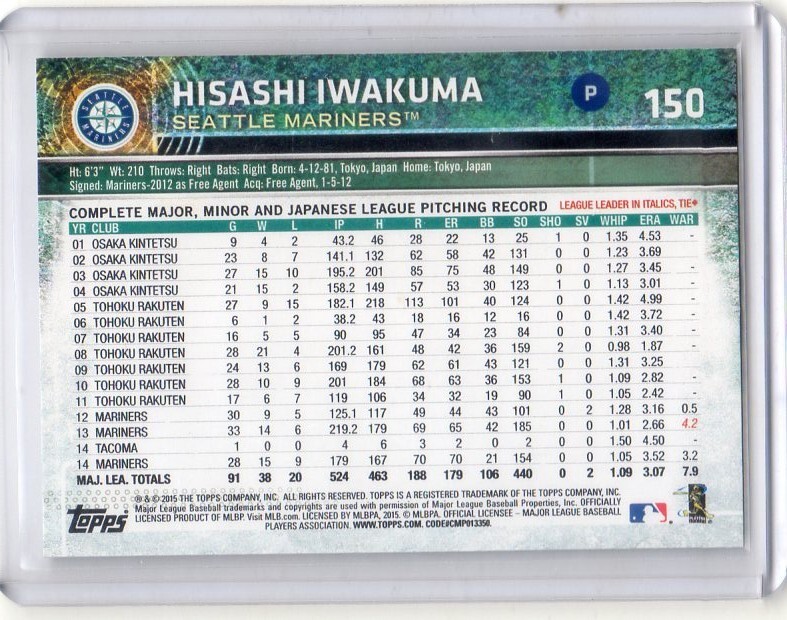 HISASHI IWAKUMA P 150
SEATTLE MARINERS™
SEATTLE MARINERS
Ht: 6'3" Wt: 210 Throws: Right Bats: Right Born: 4-12-81, Tokyo, Japan Home: Tokyo, Japan
Signed: Mariners-2012 as Free Agent Acq: Free Agent, 1-5-12
COMPLETE MAJOR, MINOR AND JAPANESE LEAGUE PITCHING RECORD LEAGUE LEADER IN ITALICS, TIE♦
YR CLUB G W L IP H R ER BB SO SHO SV WHIP ERA WAR
01 OSAKA KINTETSU 9 4 2 43.2 46 28 22 13 25 1 0 1.35 4.53 -
02 OSAKA KINTETSU 23 8 7 141.1 132 62 58 42 131 0 0 1.23 3.69 -
03 OSAKA KINTETSU 27 15 10 195.2 201 85 75 48 149 0 0 1.27 3.45 -
04 OSAKA KINTETSU 21 15 2 158.2 149 57 53 30 123 1 0 1.13 3.01 -
05 TOHOKU RAKUTEN 27 9 15 182.1 218 113 101 40 124 0 0 1.42 4.99 -
06 TOHOKU RAKUTEN 6 1 2 38.2 43 18 16 12 16 0 0 1.42 3.72 -
07 TOHOKU RAKUTEN 16 5 5 90 95 47 34 23 84 0 0 1.31 3.40 -
08 TOHOKU RAKUTEN 28 21 4 201.2 161 48 42 36 159 2 0 0.98 1.87 -
09 TOHOKU RAKUTEN 24 13 6 169 179 62 61 43 121 0 0 1.31 3.25 -
10 TOHOKU RAKUTEN 28 10 9 201 184 68 63 36 153 1 0 1.09 2.82 -
11 TOHOKU RAKUTEN 17 6 7 119 106 34 32 19 90 1 0 1.05 2.42 -
12 MARINERS 30 9 5 125.1 117 49 44 43 101 0 2 1.28 3.16 0.5
13 MARINERS 33 14 6 219.2 179 69 65 42 185 0 0 1.01 2.66 4.2
14 TACOMA 1 0 0 4 6 3 2 0 2 0 0 1.50 4.50 -
14 MARINERS 28 15 9 179 167 70 70 21 154 0 0 1.05 3.52 3.2
MAJ. LEA. TOTALS 91 38 20 524 463 188 179 106 440 0 2 1.09 3.07 7.9
® & © 2015 THE TOPPS COMPANY, INC. ALL RIGHTS RESERVED. TOPPS IS A REGISTERED TRADEMARK OF THE TOPPS COMPANY, INC.
Major League Baseball trademarks and copyrights are used with permission of Major League Baseball Properties, Inc. OFFICIALLY
LICENSED PRODUCT OF MLBP. Visit MLB.com. LICENSED BY MLBPA, 2015. © MLBPA. OFFICIAL LICENSEE – MAJOR LEAGUE BASEBALL
PLAYERS ASSOCIATION. WWW.TOPPS.COM. CODE#CMP013350.
topps